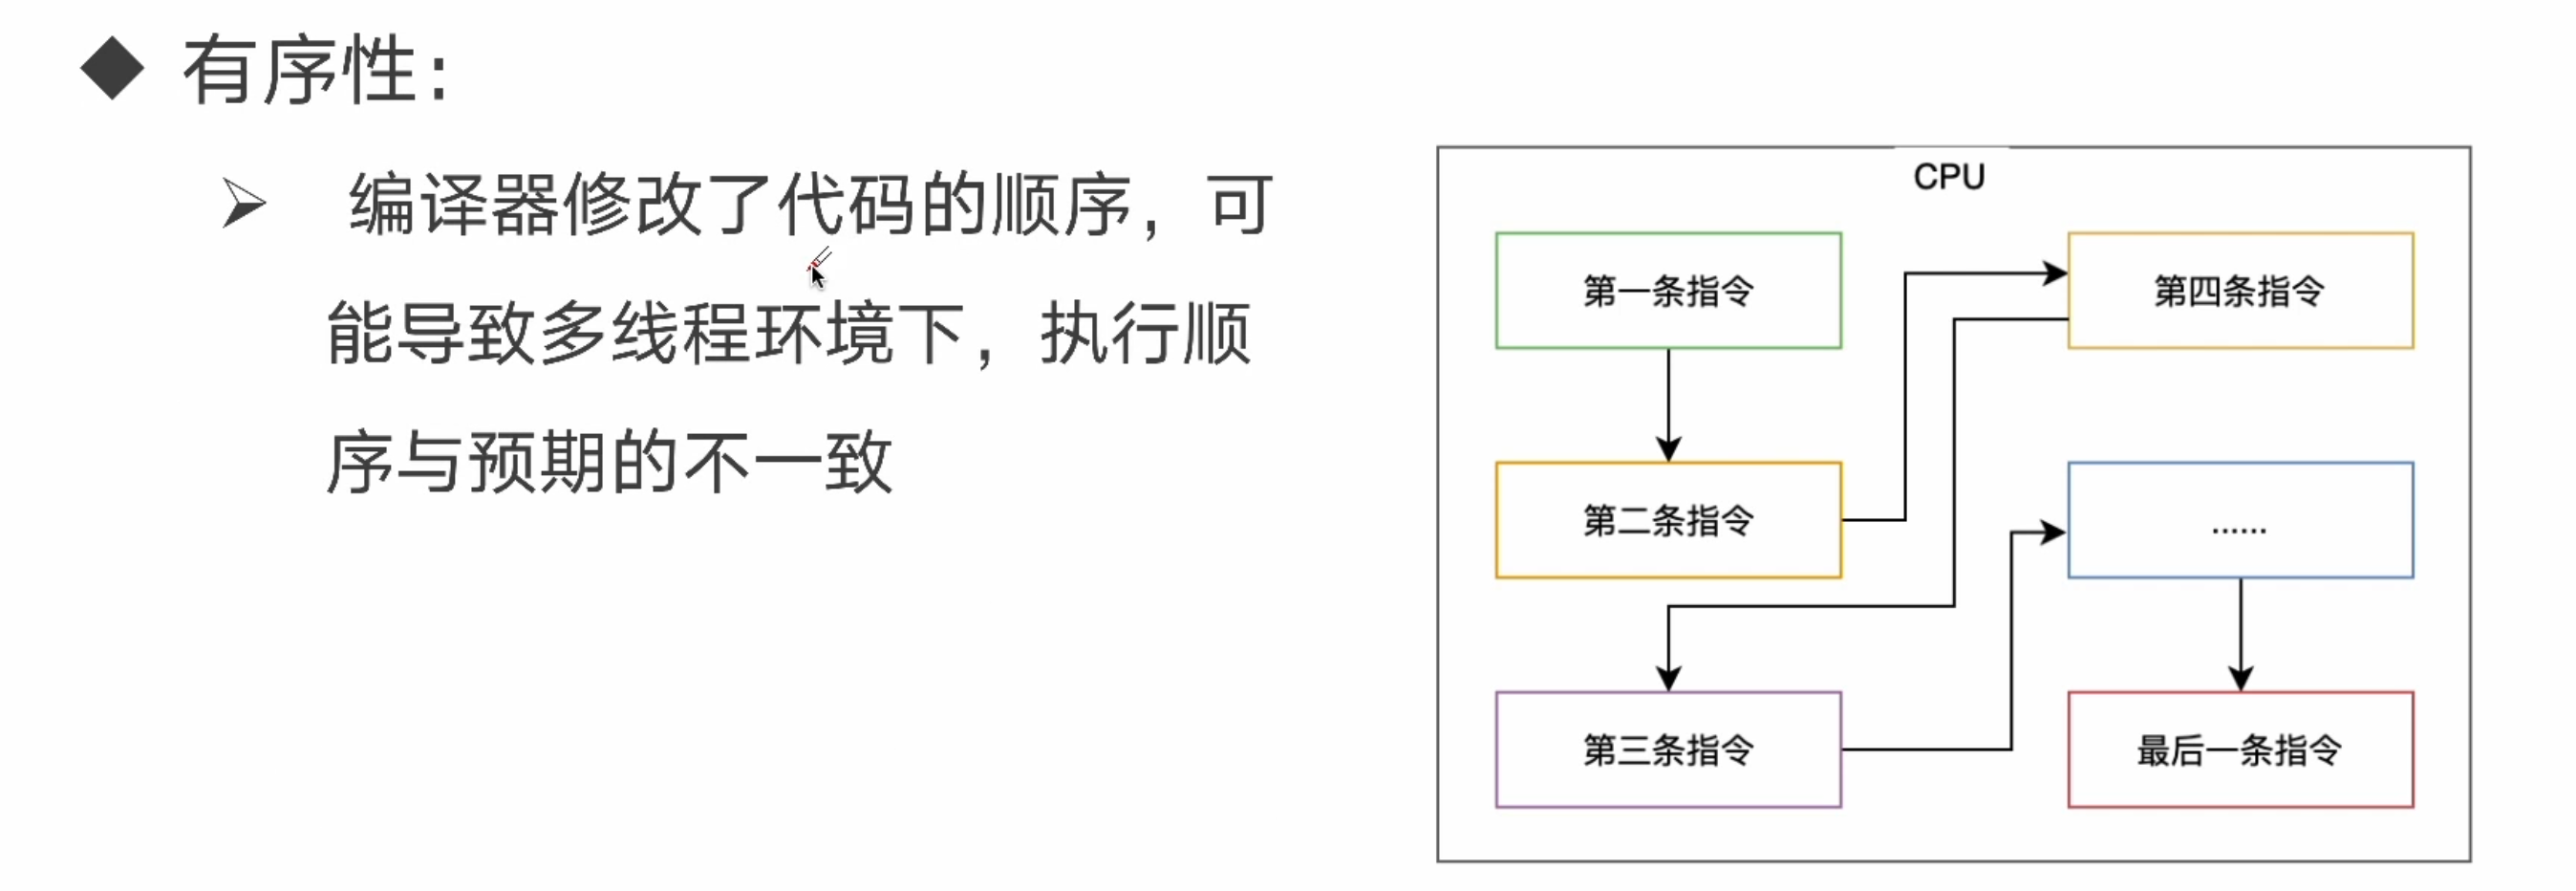 有序性：
编译器修改了代码的顺序，可
能导致多线程环境下，执行顺
序与预期的不一致
CPU
第一条指令
第四条指令
第二条指令
......
第三条指令
最后一条指令